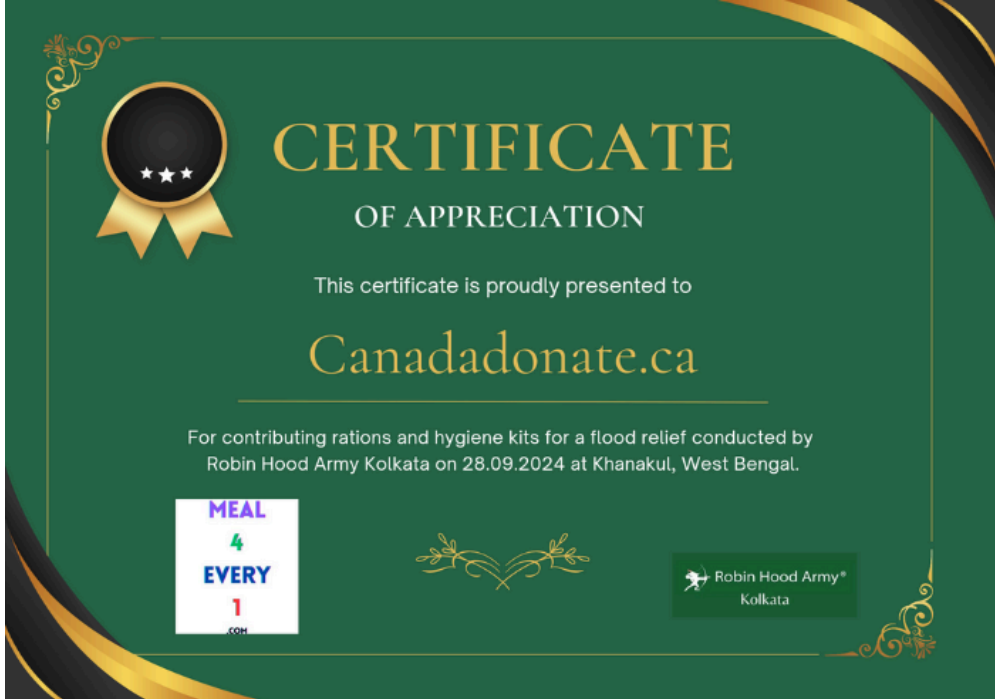 CERTIFICATE
OF APPRECIATION
This certificate is proudly presented to
Canadadonate.ca
For contributing rations and hygiene kits for a flood relief conducted by
Robin Hood Army Kolkata on 28.09.2024 at Khanakul, West Bengal.
MEAL
4
EVERY
1
.COM
Robin Hood Army®
Kolkata